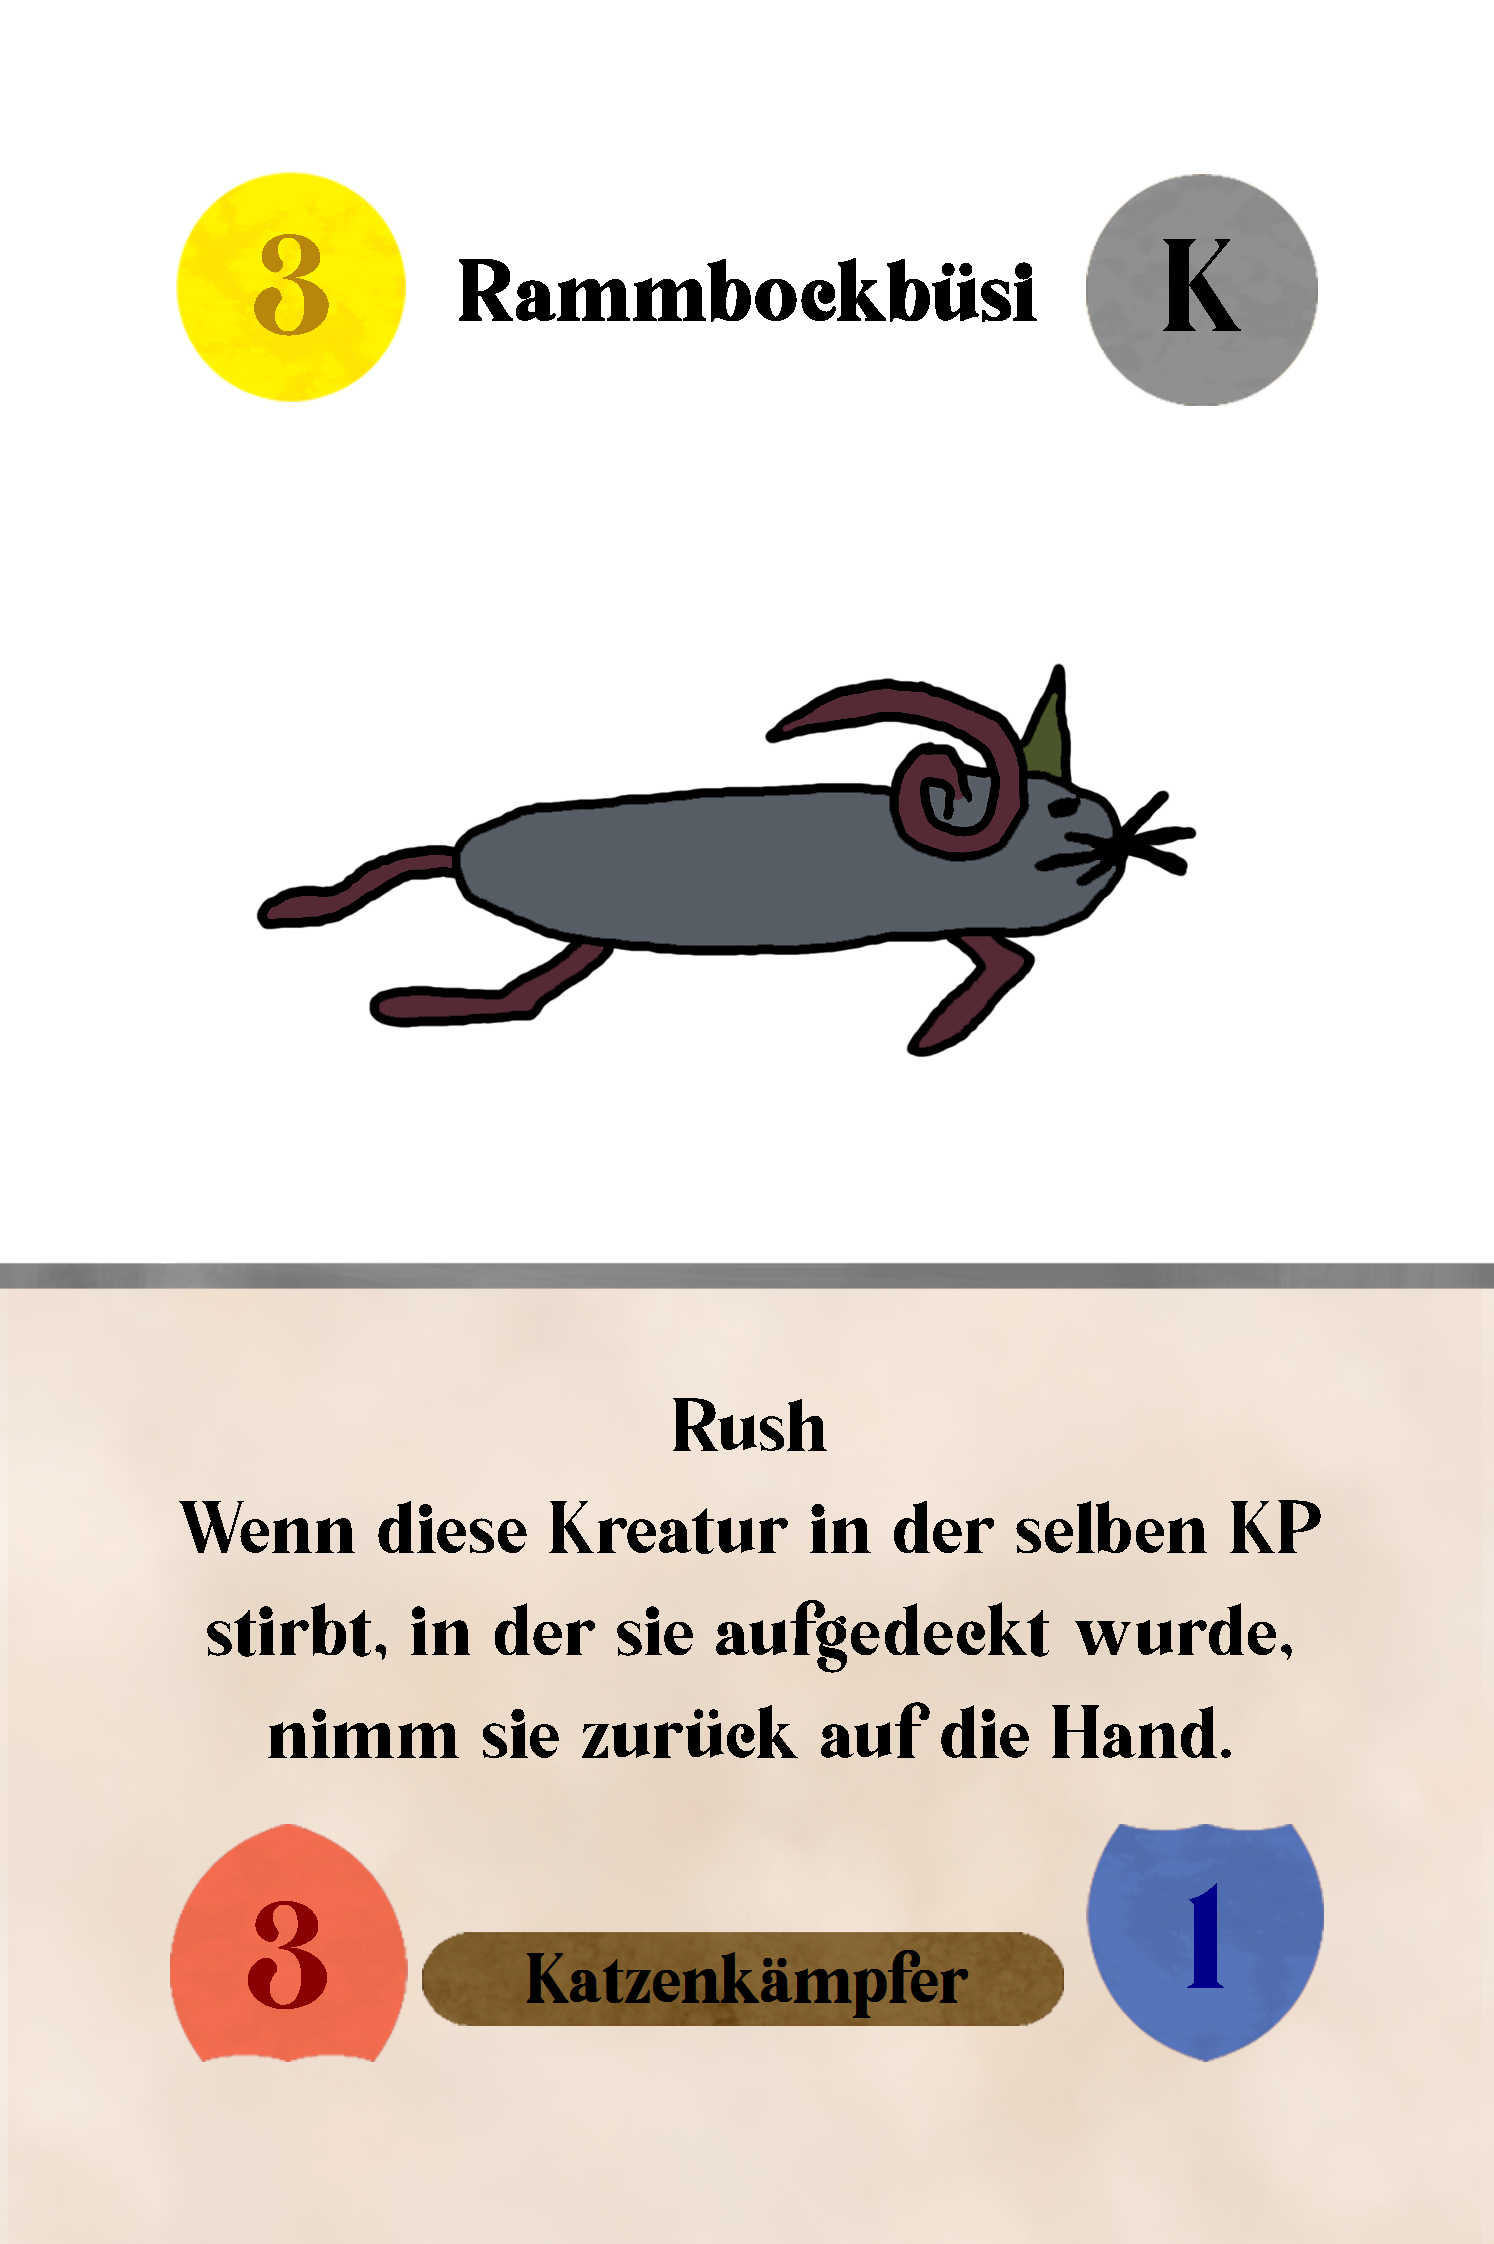 3 Rammbockbüsi K
Rush
Wenn diese Kreatur in der selben KP
stirbt, in der sie aufgedeckt wurde,
nimm sie zurück auf die Hand.
3 Katzenkämpfer 1